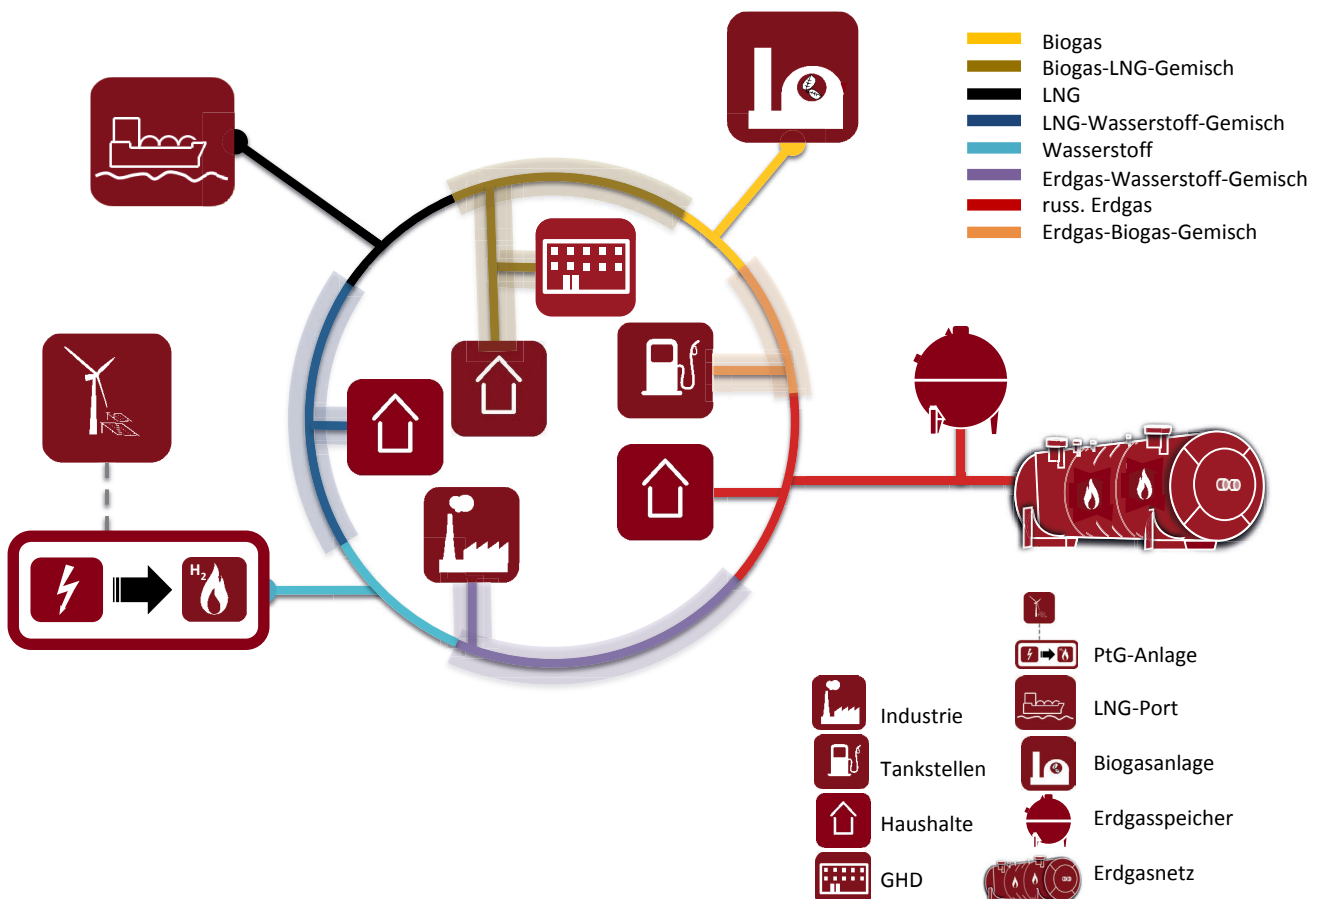 Biogas
Biogas-LNG-Gemisch
LNG
LNG-Wasserstoff-Gemisch
Wasserstoff
Erdgas-Wasserstoff-Gemisch
russ. Erdgas
Erdgas-Biogas-Gemisch
H2
PtG-Anlage
LNG-Port
Biogasanlage
Erdgasspeicher
Erdgasnetz
Industrie
Tankstellen
Haushalte
GHD